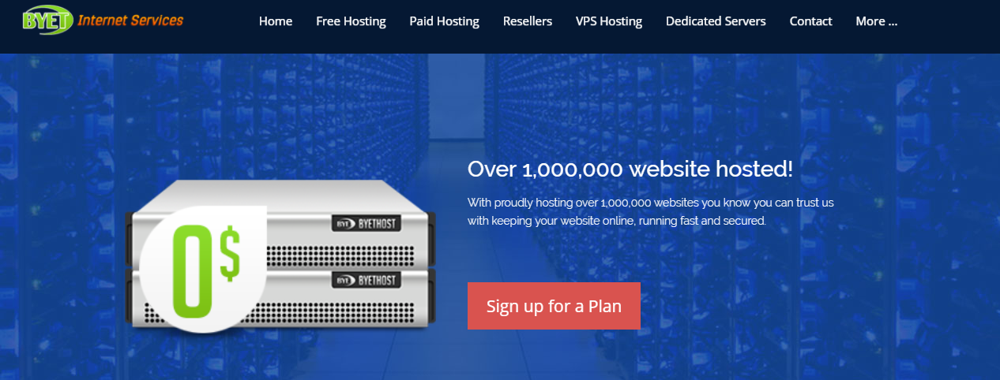 BYET Internet Services
Home Free Hosting Paid Hosting Resellers VPS Hosting Dedicated Servers Contact More ...
Over 1,000,000 website hosted!
With proudly hosting over 1,000,000 websites you know you can trust us
with keeping your website online, running fast and secured.
BYET BYETHOST
0$
BYET BYETHOST
Sign up for a Plan